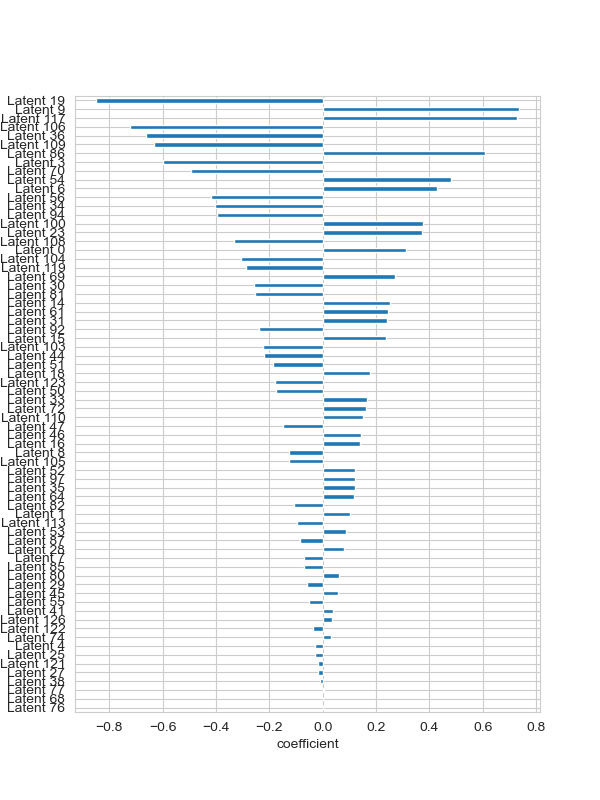 Latent 19
Latent 9
Latent 117
Latent 106
Latent 36
Latent 109
Latent 86
Latent 3
Latent 70
Latent 54
Latent 6
Latent 56
Latent 34
Latent 94
Latent 100
Latent 23
Latent 108
Latent 0
Latent 104
Latent 119
Latent 69
Latent 30
Latent 81
Latent 14
Latent 61
Latent 31
Latent 92
Latent 15
Latent 103
Latent 44
Latent 51
Latent 18
Latent 123
Latent 50
Latent 33
Latent 72
Latent 110
Latent 47
Latent 46
Latent 16
Latent 8
Latent 105
Latent 52
Latent 97
Latent 35
Latent 64
Latent 82
Latent 1
Latent 113
Latent 53
Latent 87
Latent 28
Latent 7
Latent 85
Latent 80
Latent 29
Latent 45
Latent 55
Latent 41
Latent 126
Latent 122
Latent 74
Latent 4
Latent 25
Latent 121
Latent 27
Latent 38
Latent 77
Latent 68
Latent 76
−0.8 −0.6 −0.4 −0.2 0.0 0.2 0.4 0.6 0.8
coefficient